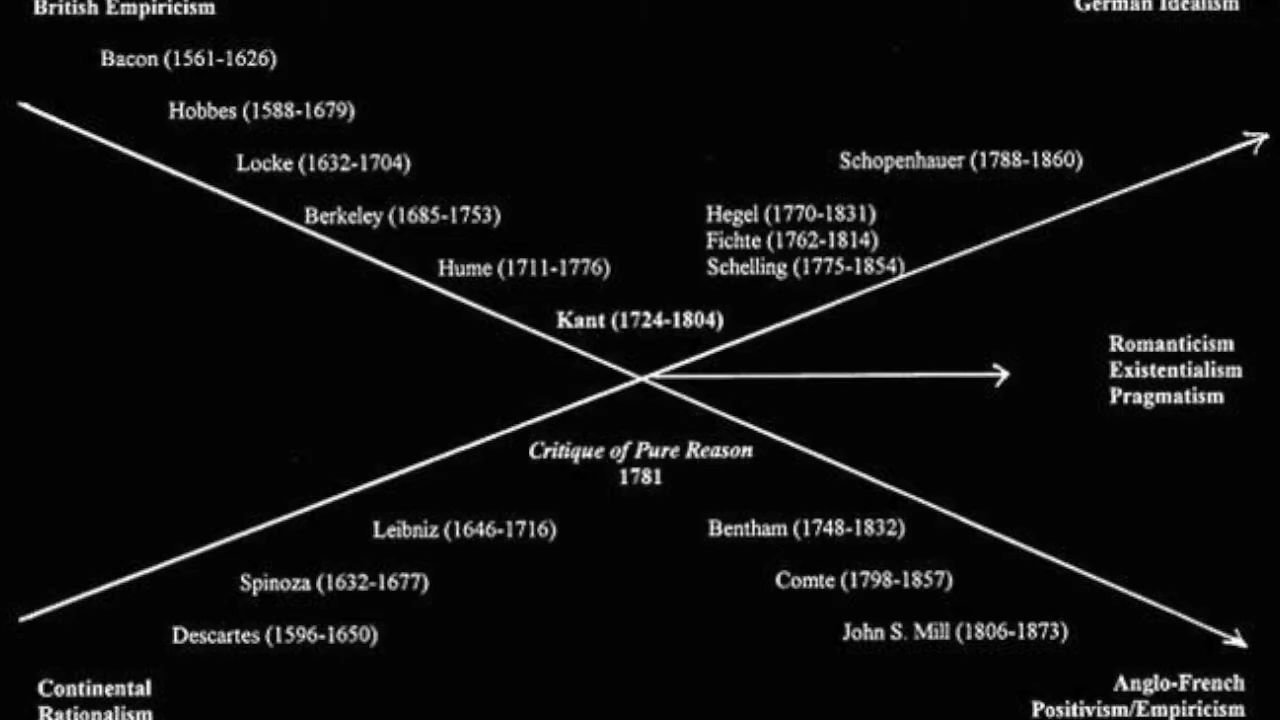 British Empiricism
German Idealism
Bacon (1561-1626)
Hobbes (1588-1679)
Locke (1632-1704)
Schopenhauer (1788-1860)
Berkeley (1685-1753)
Hegel (1770-1831)
Fichte (1762-1814)
Hume (1711-1776)
Schelling (1775-1854)
Kant (1724-1804)
Romanticism
Existentialism
Pragmatism
Critique of Pure Reason
1781
Leibniz (1646-1716)
Bentham (1748-1832)
Spinoza (1632-1677)
Comte (1798-1857)
Descartes (1596-1650)
John S. Mill (1806-1873)
Continental
Rationalism
Anglo-French
Positivism/Empiricism